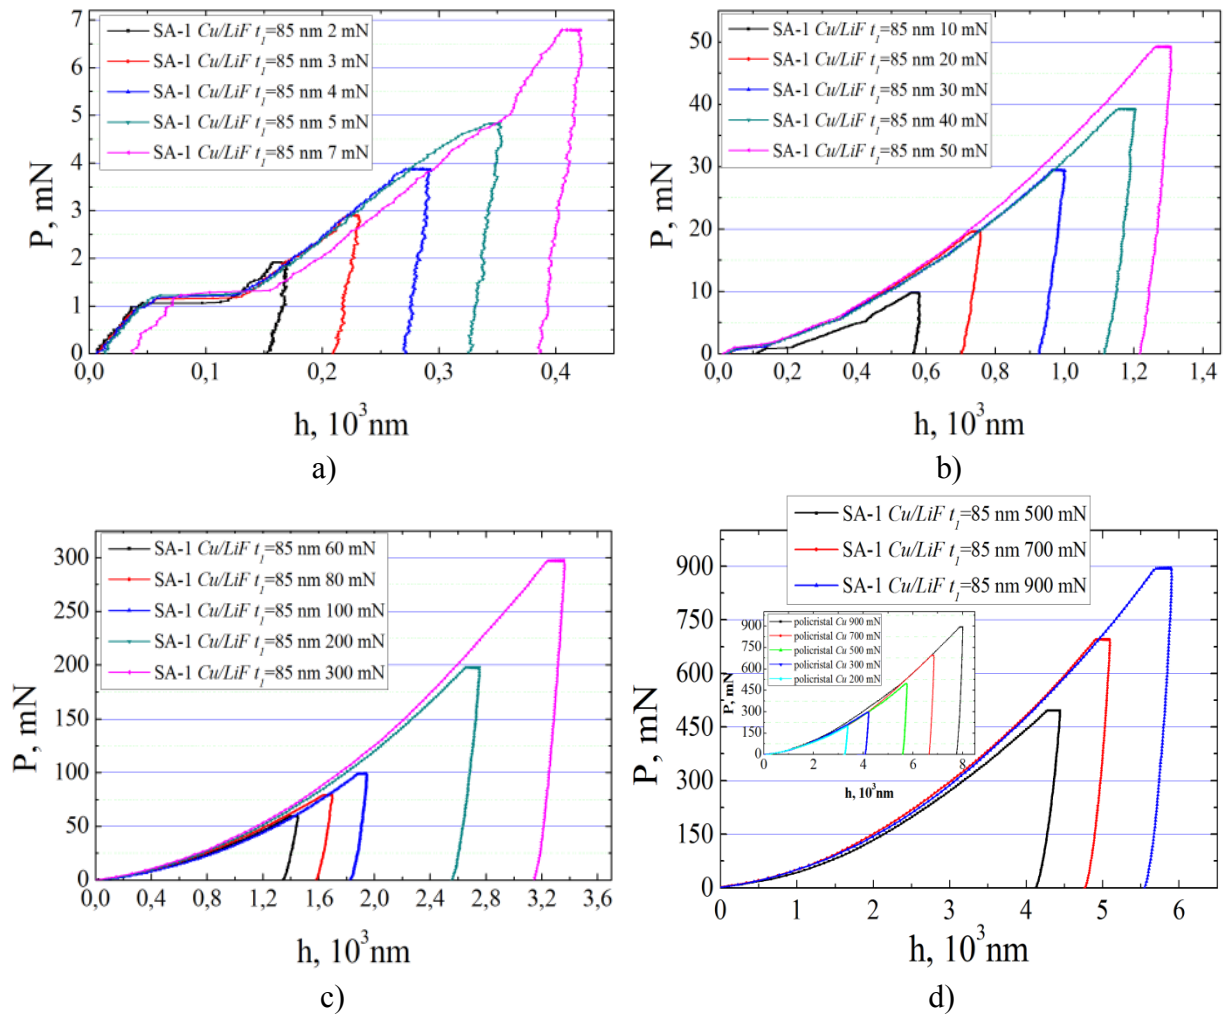 SA-1 Cu/LiF t1=85 nm 2 mN
SA-1 Cu/LiF t1=85 nm 3 mN
SA-1 Cu/LiF t1=85 nm 4 mN
SA-1 Cu/LiF t1=85 nm 5 mN
SA-1 Cu/LiF t1=85 nm 7 mN
7
6
5
4
3
2
1
0
P, mN
0,0 0,1 0,2 0,3 0,4
h, 10³nm
a)
SA-1 Cu/LiF t1=85 nm 10 mN
SA-1 Cu/LiF t1=85 nm 20 mN
SA-1 Cu/LiF t1=85 nm 30 mN
SA-1 Cu/LiF t1=85 nm 40 mN
SA-1 Cu/LiF t1=85 nm 50 mN
50
40
30
20
10
0
P, mN
0,0 0,2 0,4 0,6 0,8 1,0 1,2 1,4
h, 10³nm
b)
SA-1 Cu/LiF t1=85 nm 60 mN
SA-1 Cu/LiF t1=85 nm 80 mN
SA-1 Cu/LiF t1=85 nm 100 mN
SA-1 Cu/LiF t1=85 nm 200 mN
SA-1 Cu/LiF t1=85 nm 300 mN
300
250
200
150
100
50
0
P, mN
0,0 0,4 0,8 1,2 1,6 2,0 2,4 2,8 3,2 3,6
h, 10³nm
c)
SA-1 Cu/LiF t1=85 nm 500 mN
SA-1 Cu/LiF t1=85 nm 700 mN
SA-1 Cu/LiF t1=85 nm 900 mN
900
750
600
450
300
150
0
P, mN
policristal Cu 900 mN
policristal Cu 700 mN
policristal Cu 500 mN
policristal Cu 300 mN
policristal Cu 200 mN
900
750
600
450
300
150
0
P, mN
0 2 4 6 8
h, 10³nm
0 1 2 3 4 5 6
h, 10³nm
d)